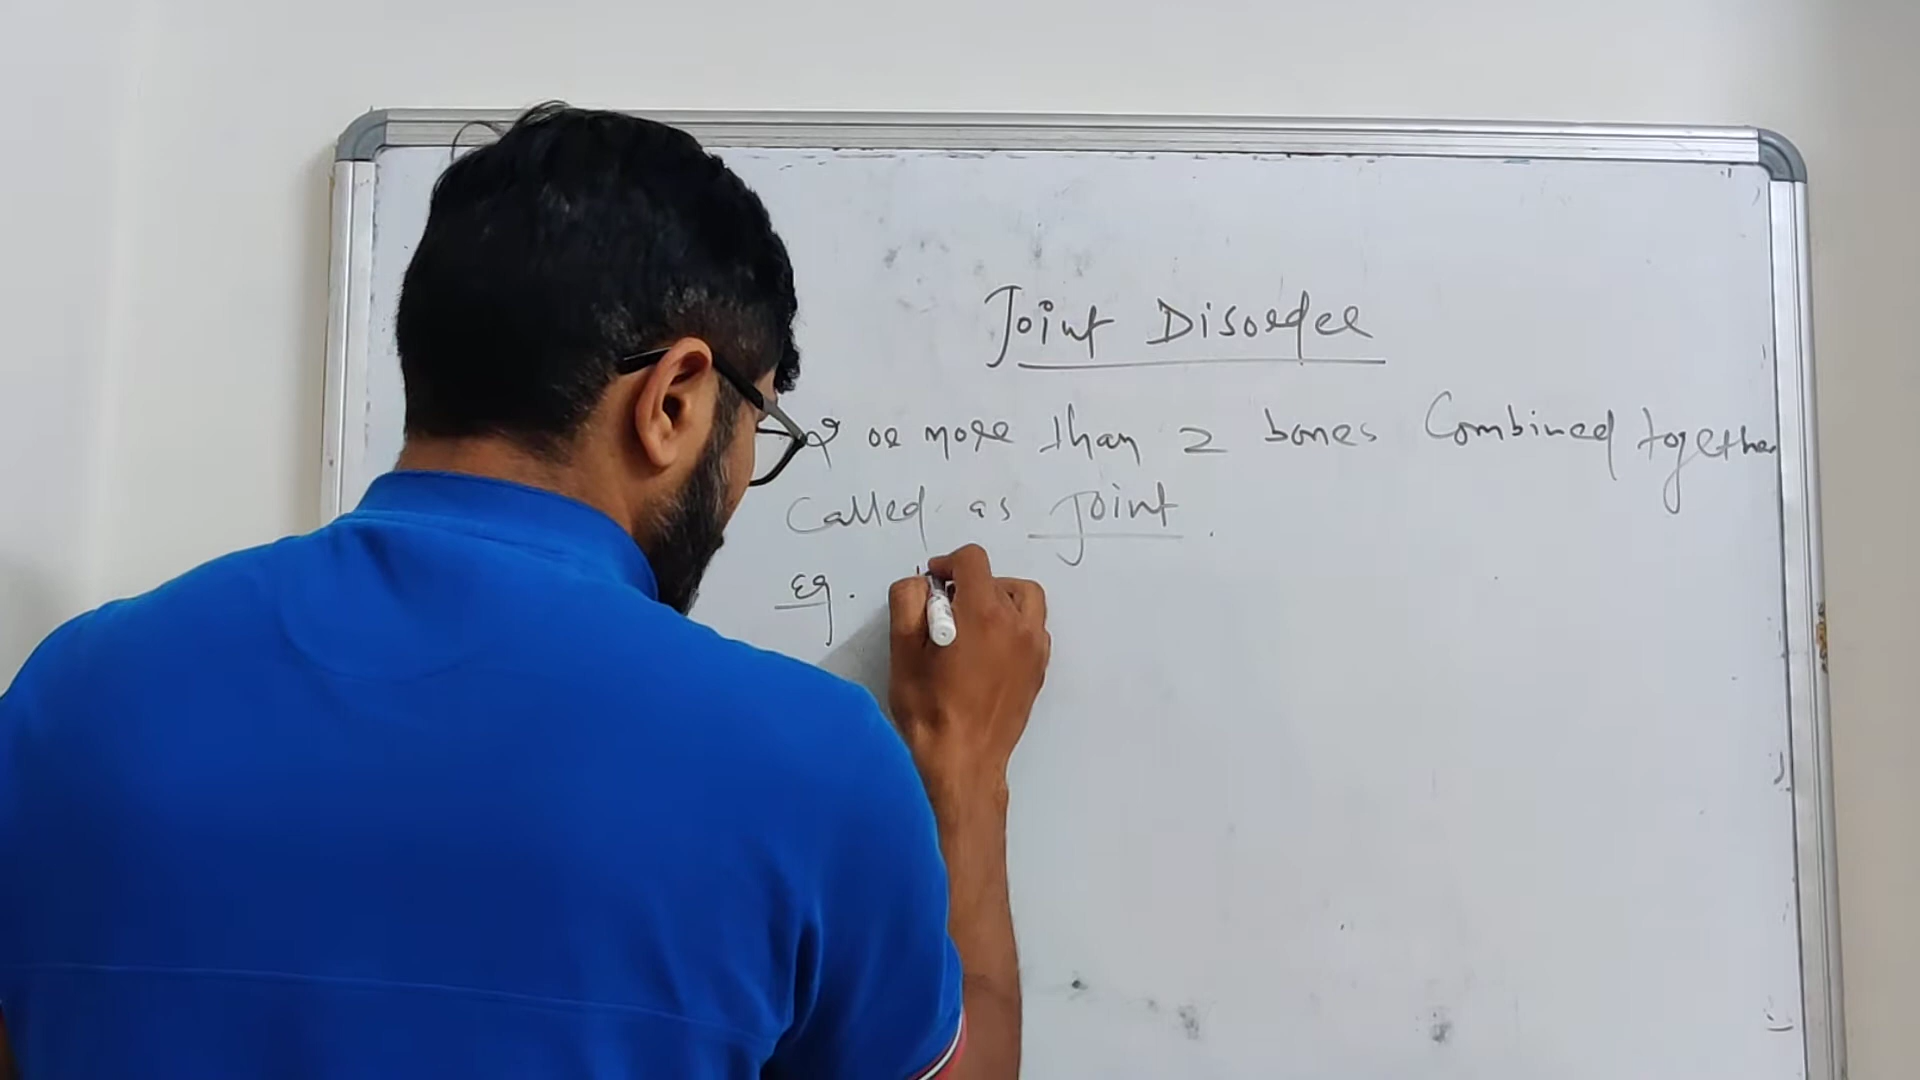 Joint Disorder
2 or more than 2 bones Combined together
Called as Joint.
Eg.